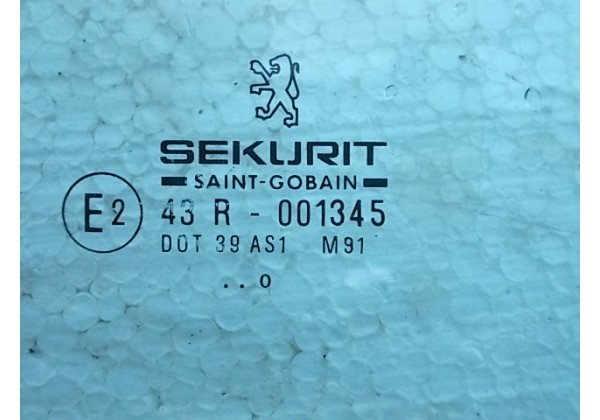 SEKURIT
SAINT-GOBAIN
E2 43 R - 001345
DOT 39 AS1 M91
. . o